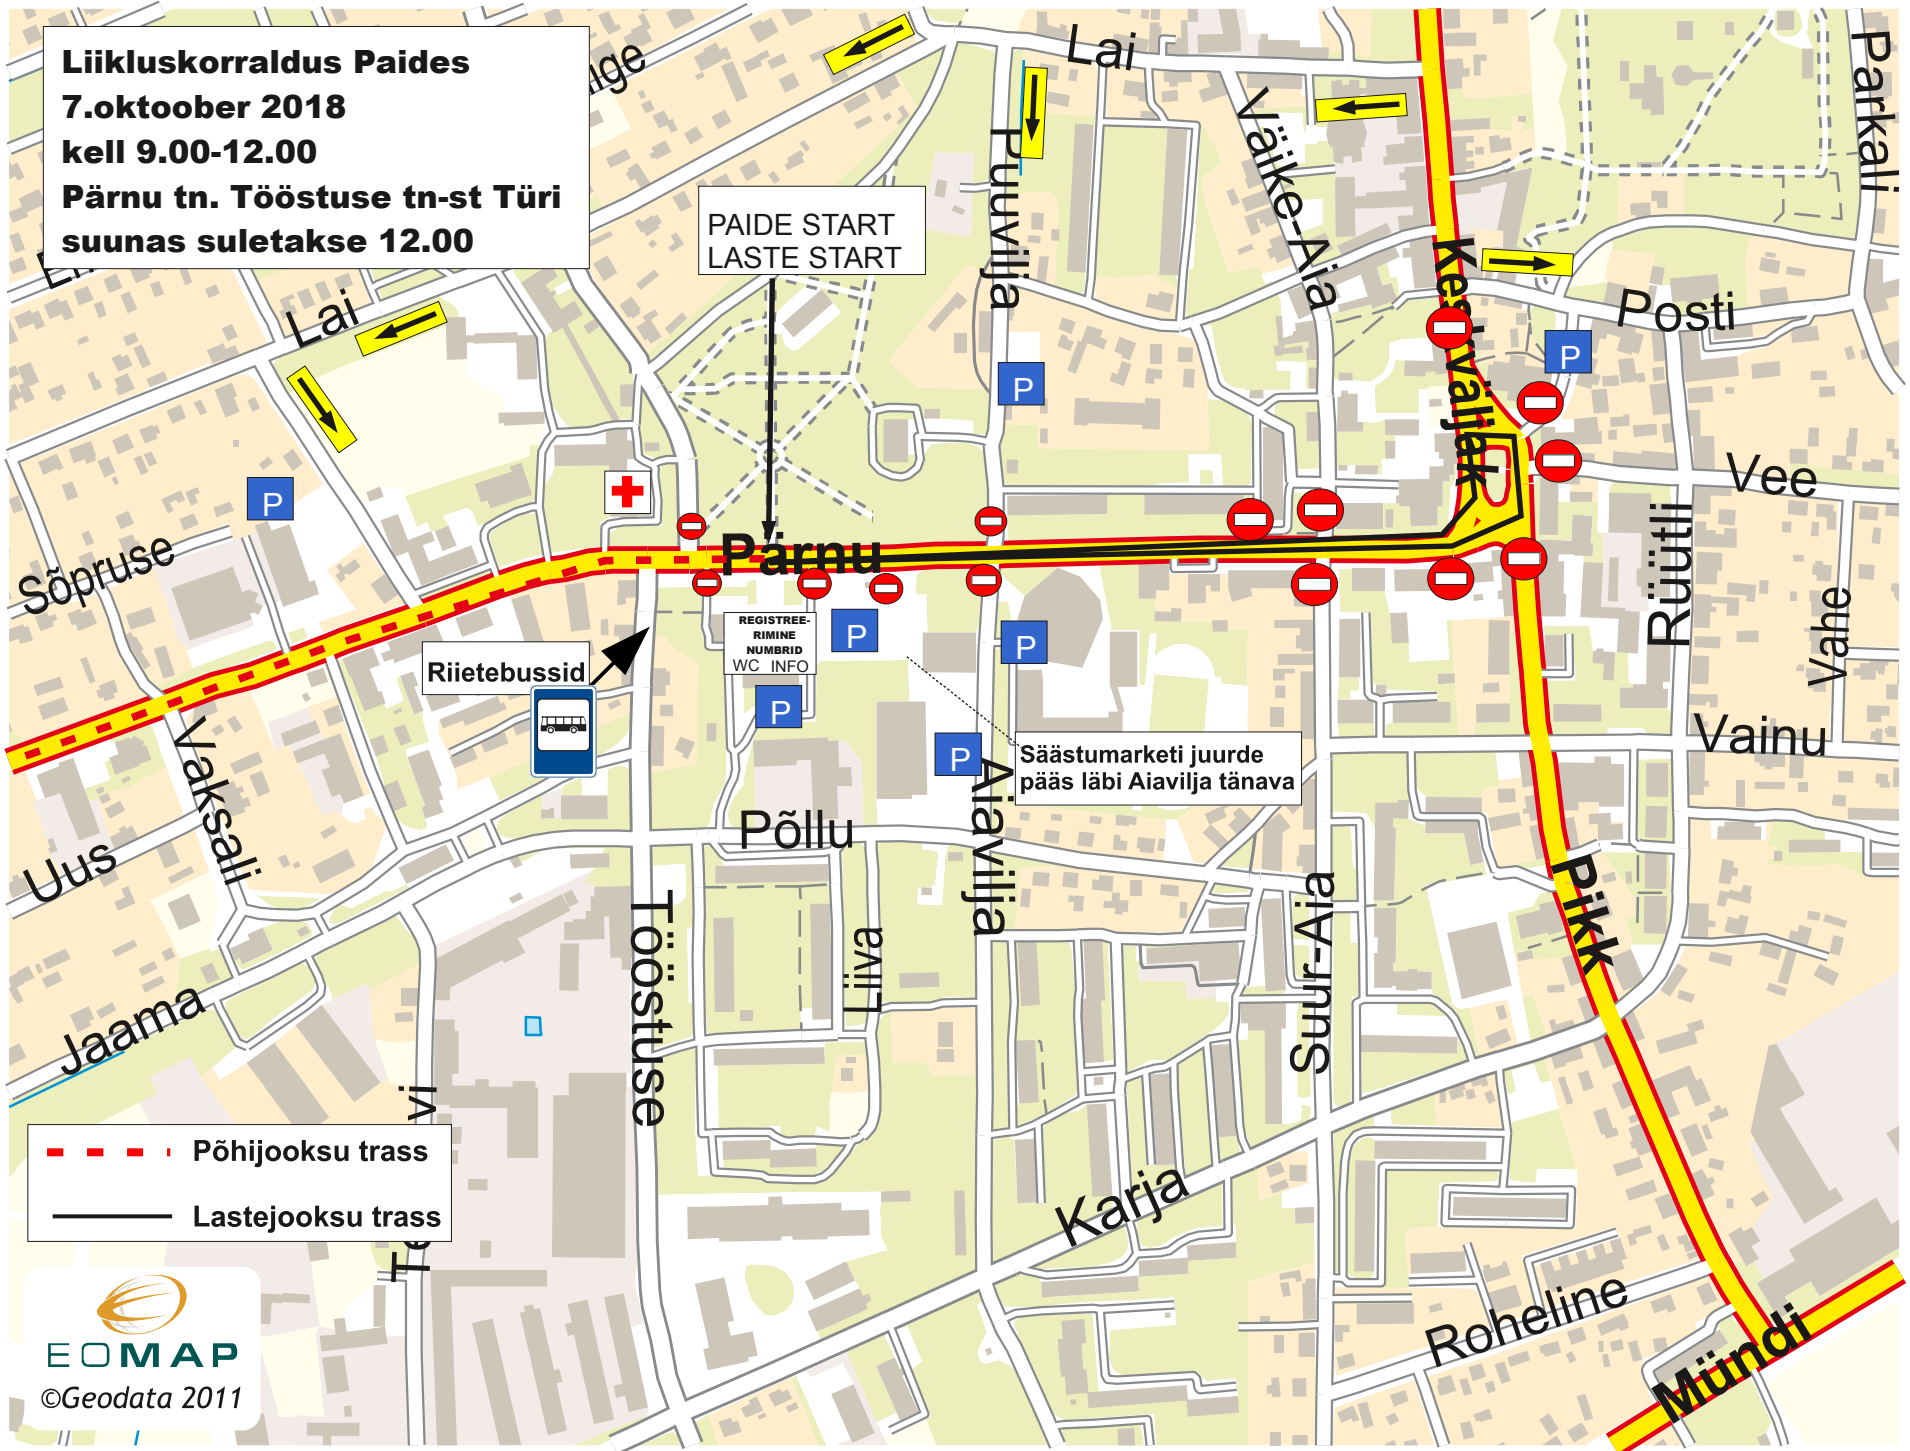 Liikluskorraldus Paides
7.oktoober 2018
kell 9.00-12.00
Pärnu tn. Tööstuse tn-st Türi
suunas suletakse 12.00
Lai
Parkali
Väike-Aia
Puuvilja
PAIDE START
LASTE START
Keskväljak
Posti
Lai
P
P
P
Vee
Sõpruse
Pärnu
Rüütli
Vahe
REGISTREE-
RIMINE
NUMBRID
WC INFO
P
P
P
P
Riietebussid
Säästumarketi juurde
pääs läbi Aiavilja tänava
Vainu
Vaksali
Uus
Põllu
Aiavilja
Pikk
Liiva
Suur-Aia
Tööstuse
Jaama
Põhijooksu trass
Lastejooksu trass
Karja
Roheline
Mündi
EOMAP
©Geodata 2011